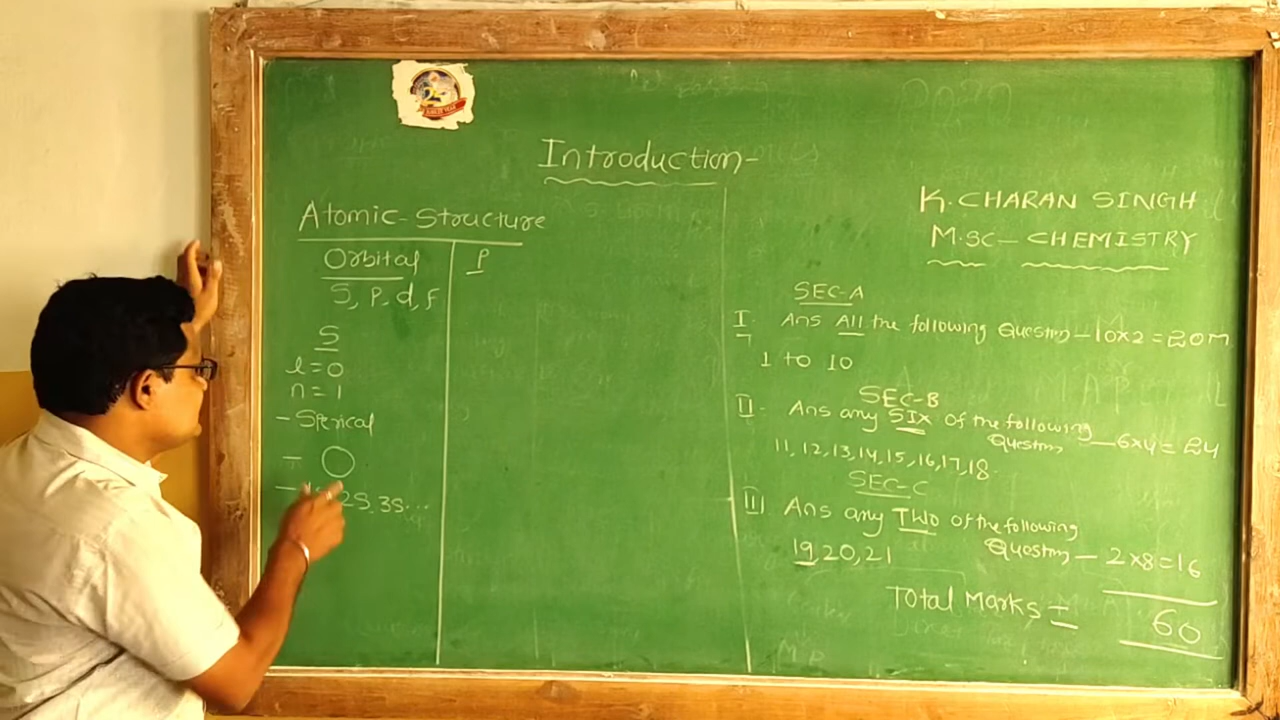 Introduction-
Atomic-Structure
Orbital
S, P, d, f
S
l=0
n=1
-Sperical
-
2S, 3S...
P
K.CHARAN SINGH
M.SC- CHEMISTRY
SEC-A
I. Ans All the following Question - 10x2=20M
1 to 10
SEC-B
II. Ans any SIX of the following
Question - 6x4=24
11, 12, 13, 14, 15, 16, 17, 18.
SEC-C
III Ans any TWO of the following
Question - 2x8=16
19, 20, 21
Total Marks -
60